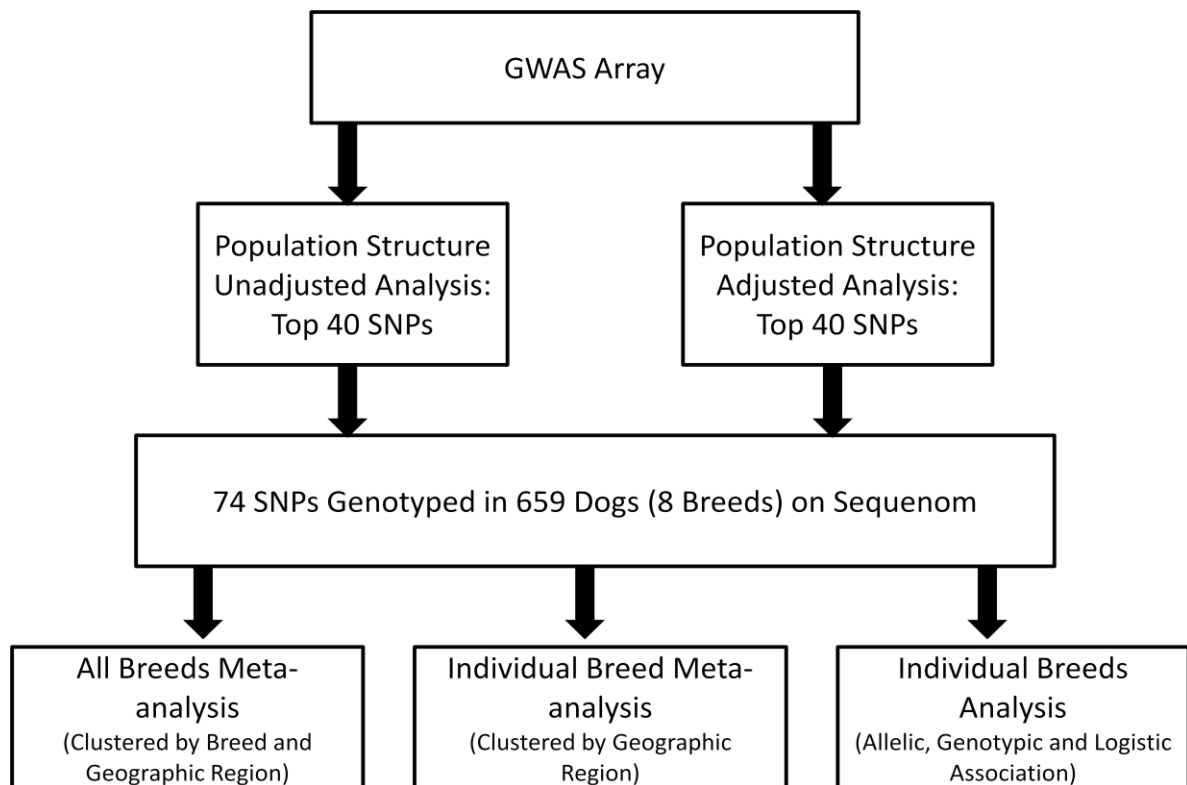 GWAS Array
Population Structure
Unadjusted Analysis:
Top 40 SNPs
Population Structure
Adjusted Analysis:
Top 40 SNPs
74 SNPs Genotyped in 659 Dogs (8 Breeds) on Sequenom
All Breeds Meta-
analysis
(Clustered by Breed and
Geographic Region)
Individual Breed Meta-
analysis
(Clustered by Geographic
Region)
Individual Breeds
Analysis
(Allelic, Genotypic and Logistic
Association)